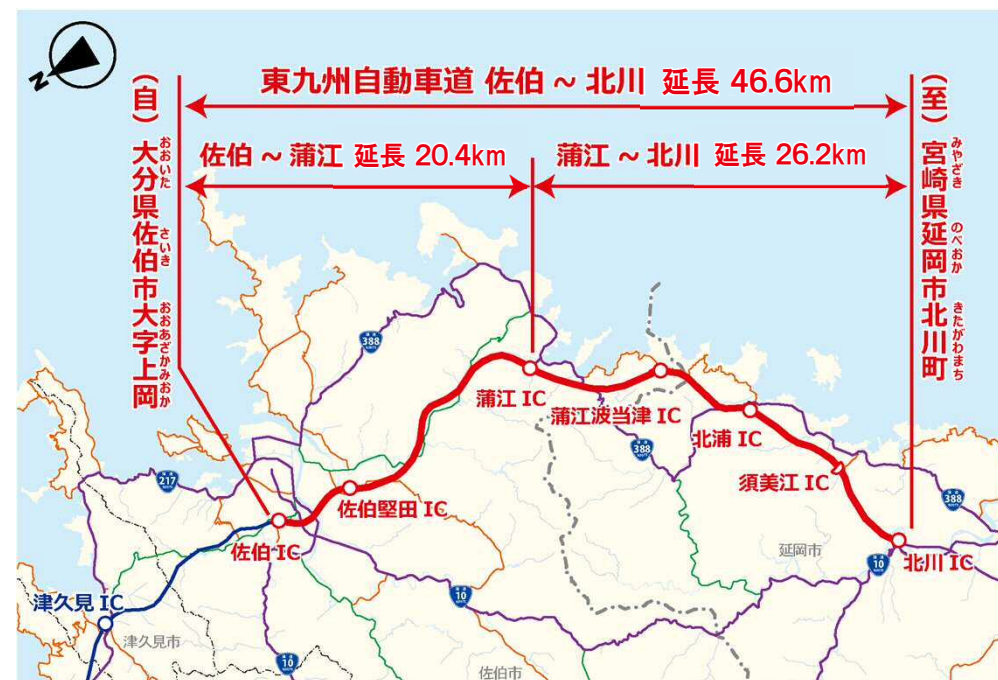 N
東九州自動車道 佐伯 ~ 北川 延長 46.6km
佐伯 ~ 蒲江 延長 20.4km
蒲江 ~ 北川 延長 26.2km
(自)大分県佐伯市大字上岡
おおいた さいき おおあざかみおか
(至)宮崎県延岡市北川町
みやざき のべおか きたがわまち
388
蒲江 IC
蒲江波当津 IC
388
北浦 IC
217
佐伯堅田 IC
須美江 IC
388
佐伯 IC
延岡市
10
北川 IC
津久見 IC
10
津久見市
10
佐伯市